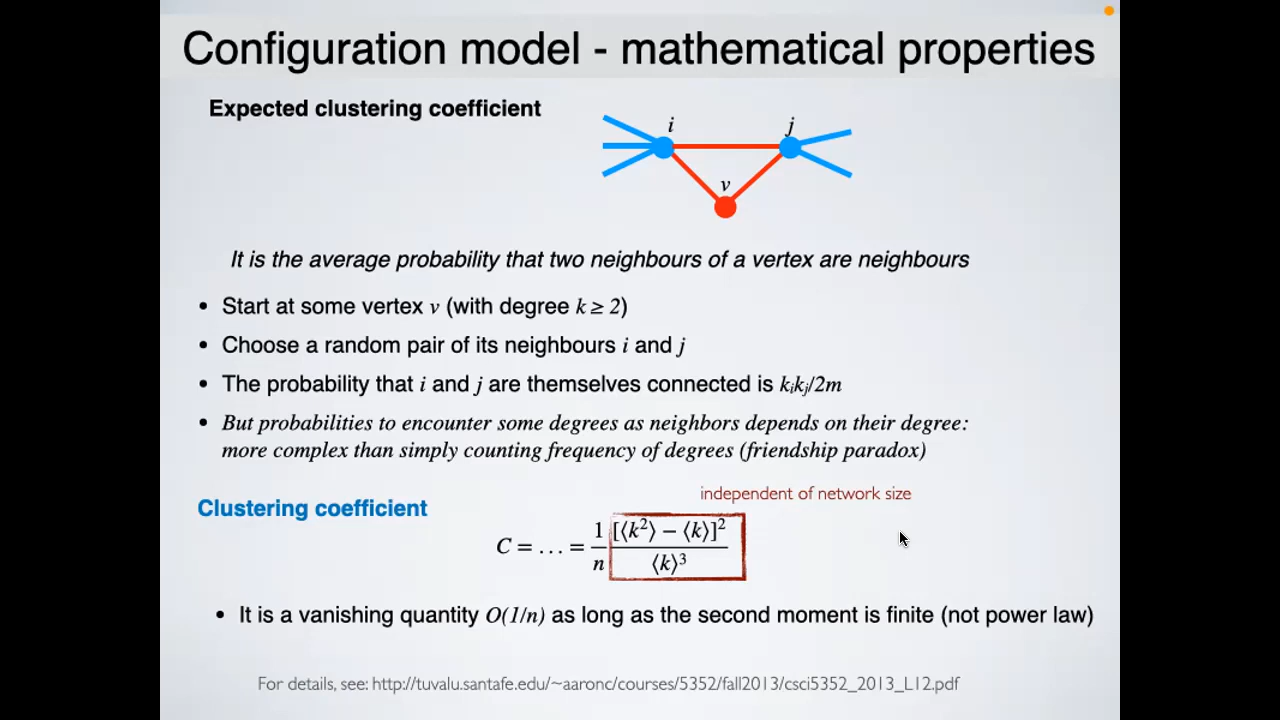 Configuration model - mathematical properties
Expected clustering coefficient
i
j
v
It is the average probability that two neighbours of a vertex are neighbours
• Start at some vertex v (with degree k ≥ 2)
• Choose a random pair of its neighbours i and j
• The probability that i and j are themselves connected is kᵢkⱼ/2m
• But probabilities to encounter some degrees as neighbors depends on their degree:
more complex than simply counting frequency of degrees (friendship paradox)
independent of network size
Clustering coefficient
C = … = 1/n [⟨k²⟩ − ⟨k⟩]²/⟨k⟩³
• It is a vanishing quantity O(1/n) as long as the second moment is finite (not power law)
For details, see: http://tuvalu.santafe.edu/~aaronc/courses/5352/fall2013/csci5352_2013_L12.pdf